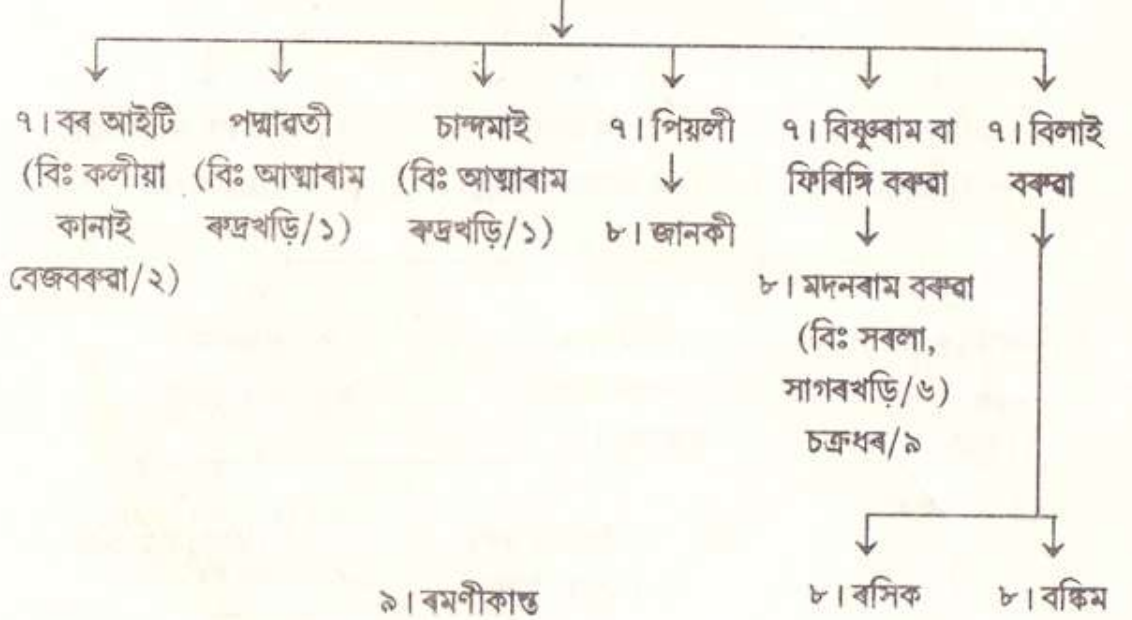 ৭। বৰ আইটি
(বিঃ কলীয়া
কানাই
বেজবৰুৱা/২)
পদ্মাৱতী
(বিঃ আত্মাৰাম
ৰুদ্ৰখড়ি/১)
চান্দমাই
(বিঃ আত্মাৰাম
ৰুদ্ৰখড়ি/১)
৭। পিয়লী
৮। জানকী
৭। বিষ্ণুৰাম বা
ফিৰিঙ্গি বৰুৱা
৮। মদনৰাম বৰুৱা
(বিঃ সৰলা,
সাগৰখড়ি/৬)
চক্ৰধৰ/৯
৭। বিলাই
বৰুৱা
৮। ৰসিক
৮। বঙ্কিম
৯। ৰমণীকান্ত